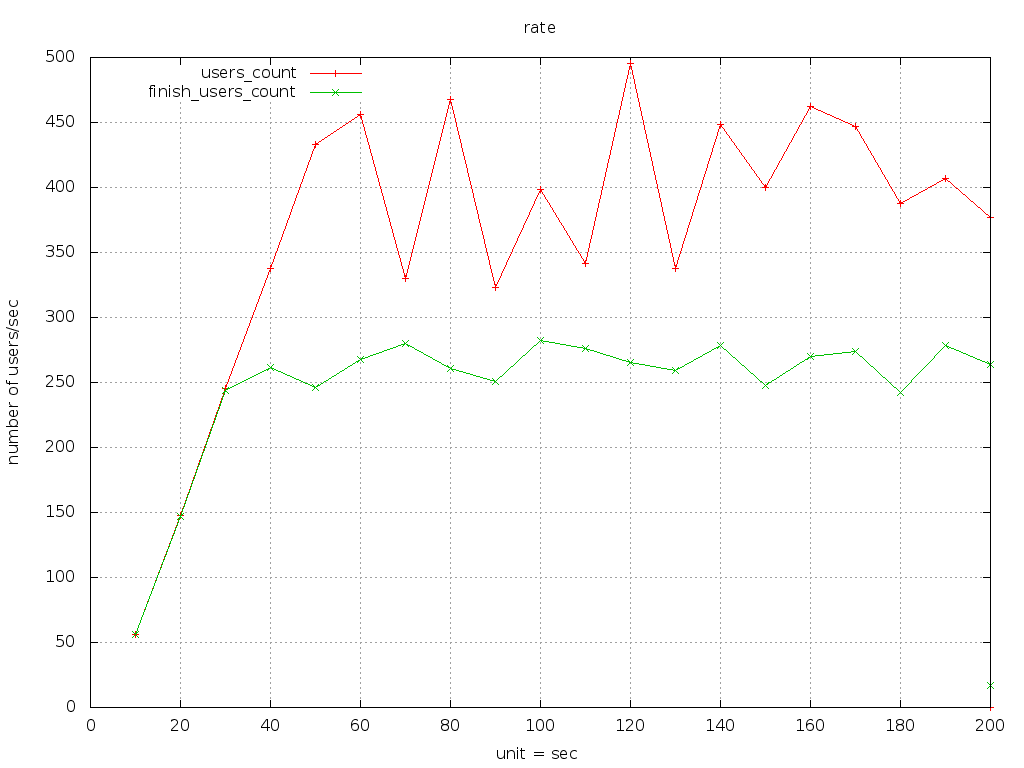 rate
users_count
finish_users_count
500
450
400
350
300
250
200
150
100
50
0
number of users/sec
0 20 40 60 80 100 120 140 160 180 200
unit = sec